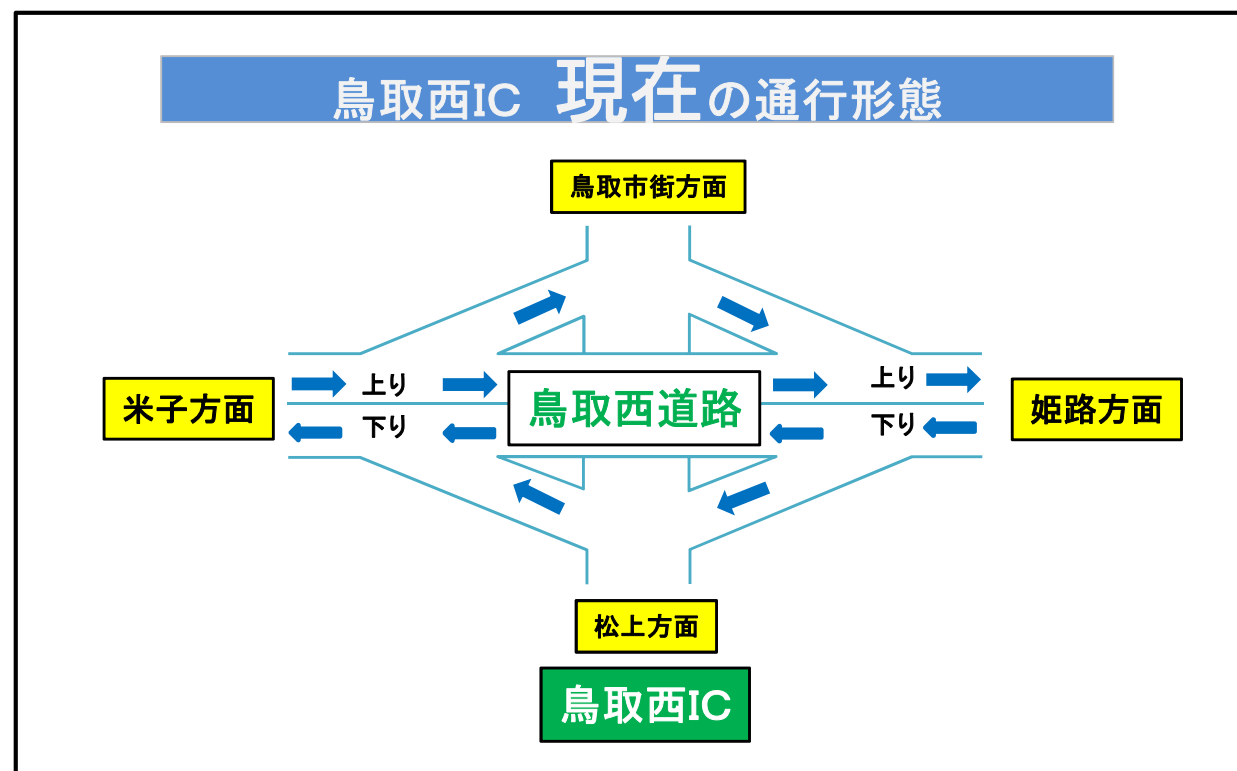 鳥取西IC 現在の通行形態
鳥取市街方面
米子方面
上り
下り
鳥取西道路
上り
下り
姫路方面
松上方面
鳥取西IC